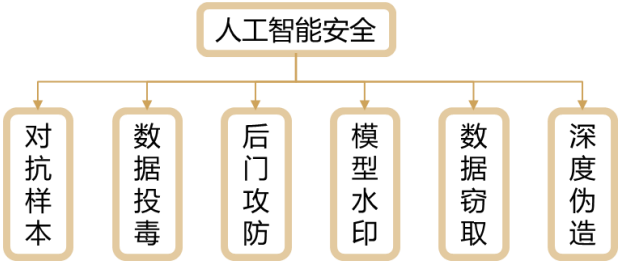 人工智能安全
对抗样本
数据投毒
后门攻防
模型水印
数据窃取
深度伪造